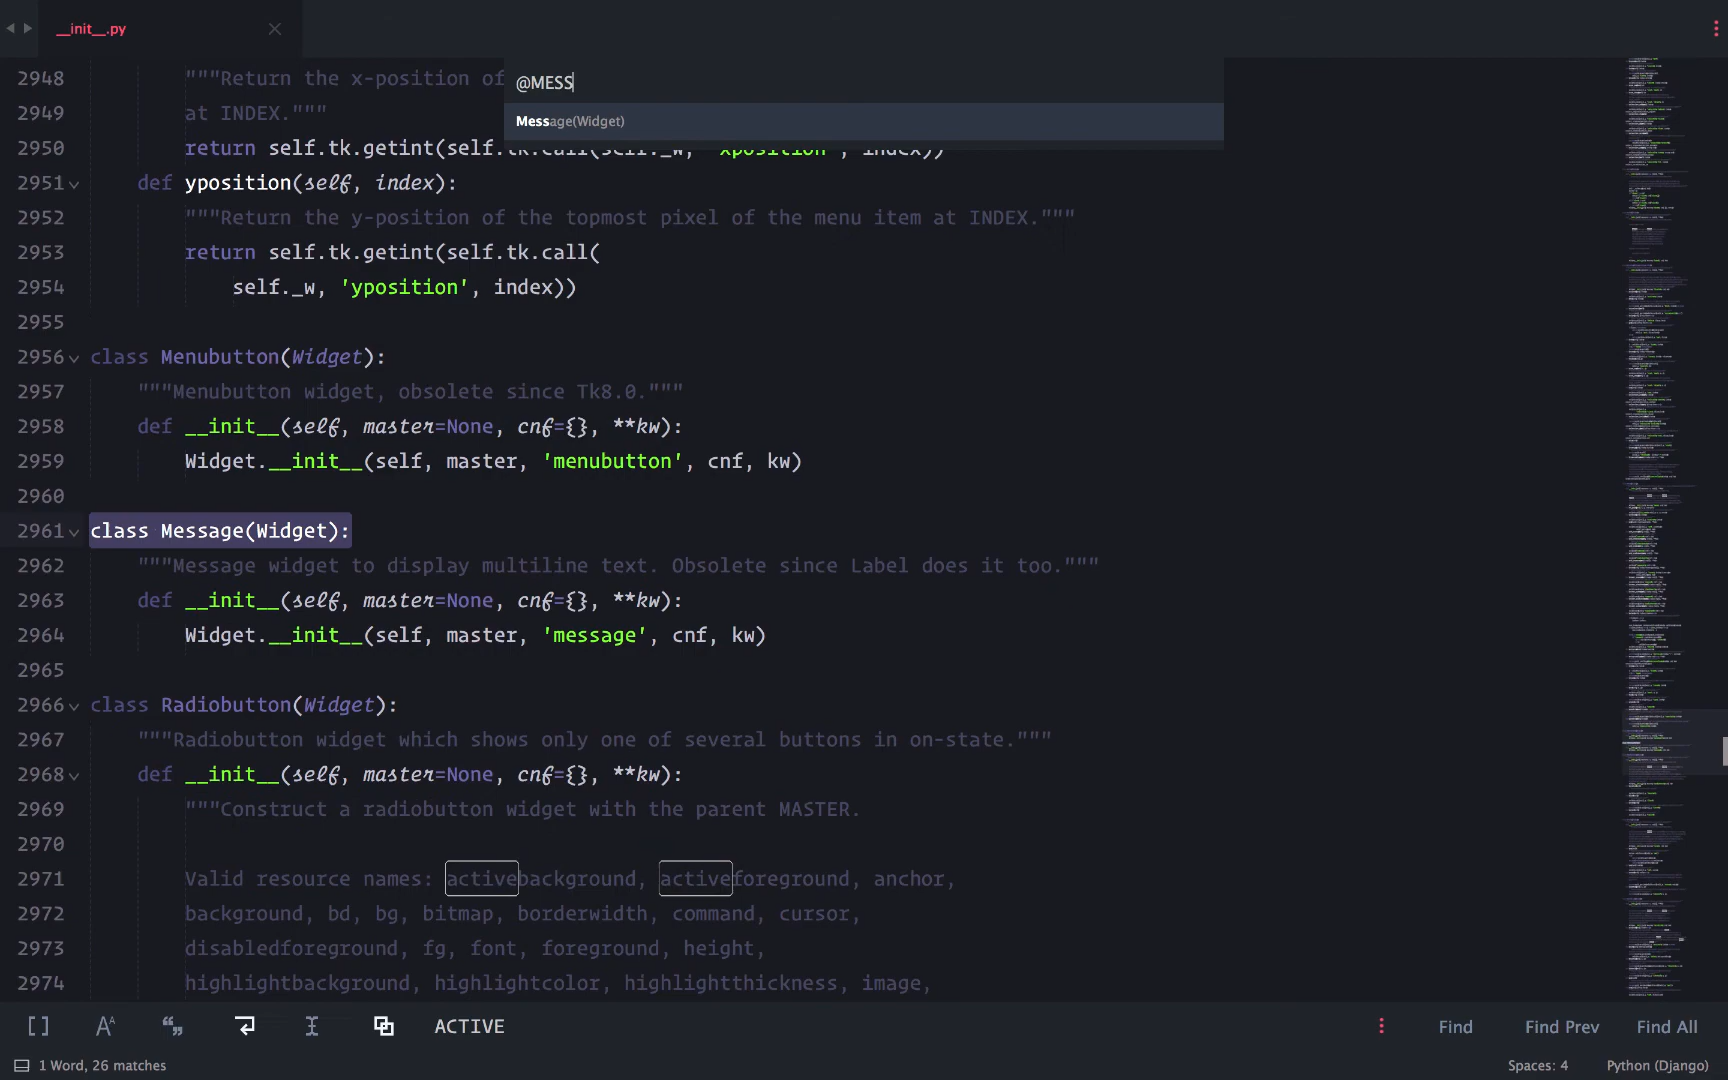 __init__.py
@MESS
Message(Widget)
2948 """Return the x-position of
2949 at INDEX."""
2950 return self.tk.getint(self.tk.call(self._w, 'xposition', index))
2951 def yposition(self, index):
2952 """Return the y-position of the topmost pixel of the menu item at INDEX."""
2953 return self.tk.getint(self.tk.call(
2954 self._w, 'yposition', index))
2955
2956 class Menubutton(Widget):
2957 """Menubutton widget, obsolete since Tk8.0."""
2958 def __init__(self, master=None, cnf={}, **kw):
2959 Widget.__init__(self, master, 'menubutton', cnf, kw)
2960
2961 class Message(Widget):
2962 """Message widget to display multiline text. Obsolete since Label does it too."""
2963 def __init__(self, master=None, cnf={}, **kw):
2964 Widget.__init__(self, master, 'message', cnf, kw)
2965
2966 class Radiobutton(Widget):
2967 """Radiobutton widget which shows only one of several buttons in on-state."""
2968 def __init__(self, master=None, cnf={}, **kw):
2969 """Construct a radiobutton widget with the parent MASTER.
2970
2971 Valid resource names: activebackground, activeforeground, anchor,
2972 background, bd, bg, bitmap, borderwidth, command, cursor,
2973 disabledforeground, fg, font, foreground, height,
2974 highlightbackground, highlightcolor, highlightthickness, image,
ACTIVE Find Find Prev Find All
1 Word, 26 matches Spaces: 4 Python (Django)